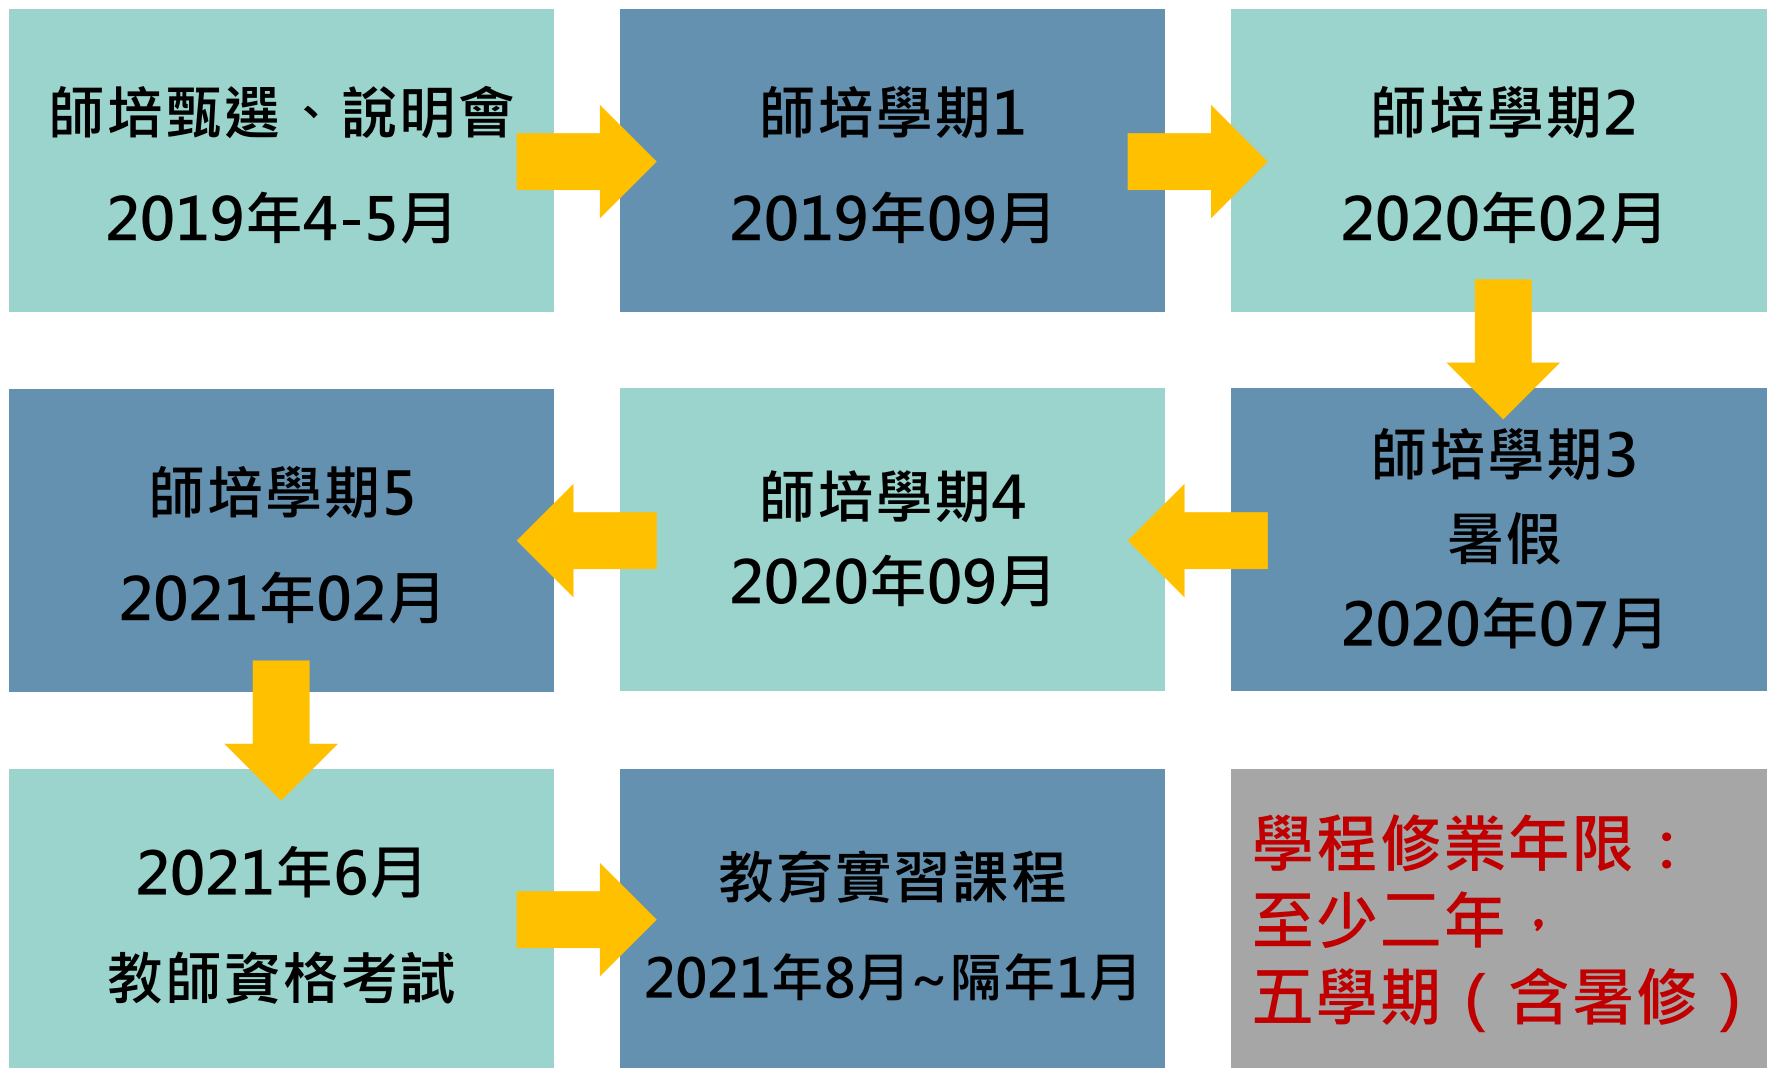 師培甄選、說明會
2019年4-5月
師培學期1
2019年09月
師培學期2
2020年02月
師培學期3
暑假
2020年07月
師培學期4
2020年09月
師培學期5
2021年02月
2021年6月
教師資格考試
教育實習課程
2021年8月~隔年1月
學程修業年限：
至少二年，
五學期（含暑修）